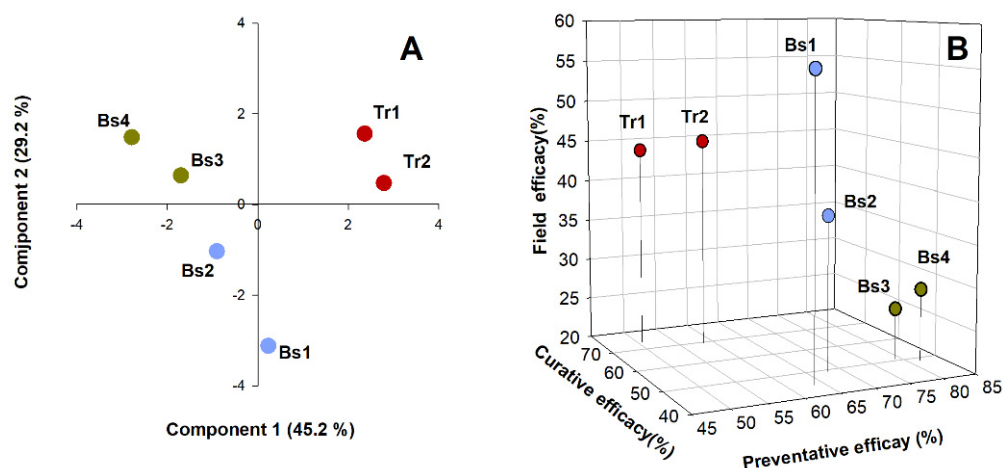 A
4
2
0
-2
-4
-4
-2
0
2
4
Bs4
Bs3
Bs2
Bs1
Tr1
Tr2
Comjponent 2 (29.2 %)
Component 1 (45.2 %)
B
60
55
50
45
40
35
30
25
20
Field efficacy(%)
Tr1
Tr2
Bs1
Bs2
Bs3
Bs4
70
60
50
40
Curative efficacy(%)
45 50 55 60 65 70 75 80 85
Preventative efficay (%)